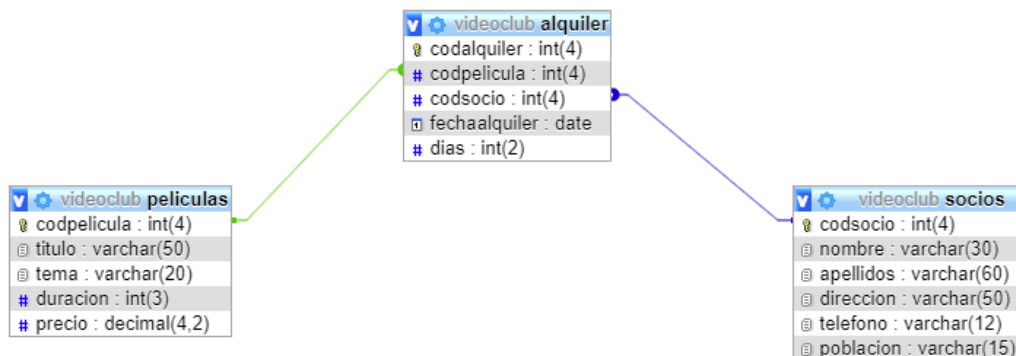 videoclub alquiler
codalquiler : int(4)
# codpelicula : int(4)
# codsocio : int(4)
fechaalquiler : date
# dias : int(2)
videoclub peliculas
codpelicula : int(4)
titulo : varchar(50)
tema : varchar(20)
# duracion : int(3)
# precio : decimal(4,2)
videoclub socios
codsocio : int(4)
nombre : varchar(30)
apellidos : varchar(60)
direccion : varchar(50)
telefono : varchar(12)
poblacion : varchar(15)